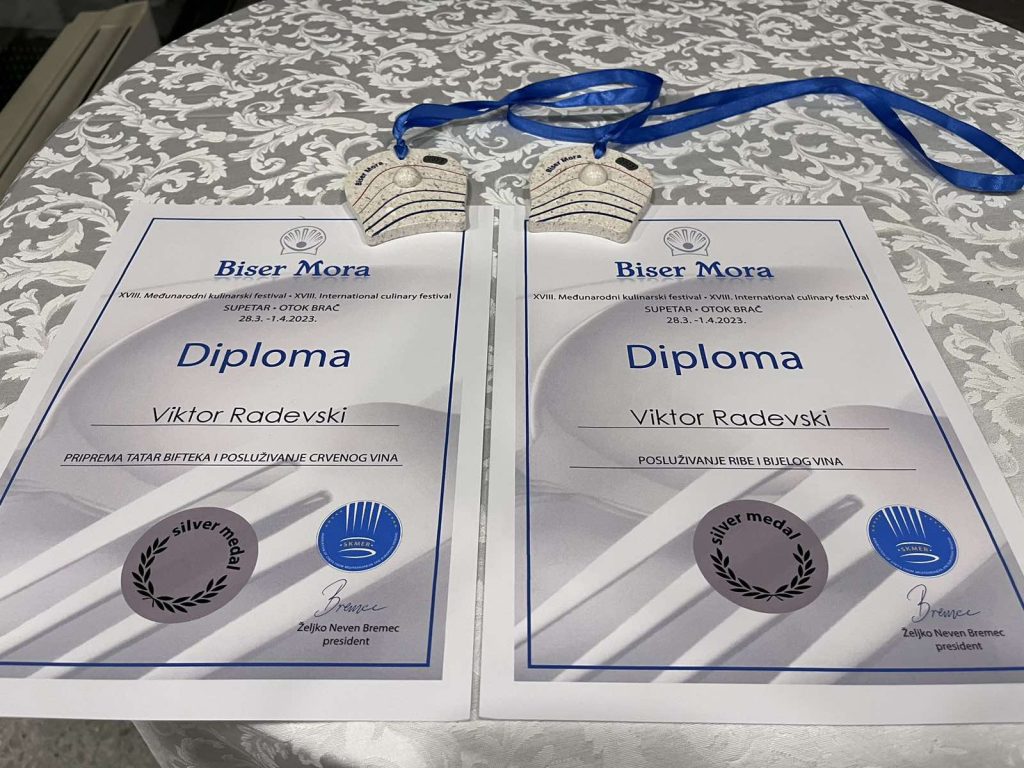 Biser Mora
Biser Mora
Biser Mora
XVIII. Međunarodni kulinarski festival • XVIII. International culinary festival
SUPETAR • OTOK BRAČ
28.3. -1.4.2023.
Diploma
Viktor Radevski
PRIPREMA TATAR BIFTEKA I POSLUŽIVANJE CRVENOG VINA
silver medal
SKMER
Bremec
Željko Neven Bremec
president
Biser Mora
XVIII. Međunarodni kulinarski festival • XVIII. International culinary festival
SUPETAR • OTOK BRAČ
28.3. -1.4.2023.
Diploma
Viktor Radevski
POSLUŽIVANJE RIBE I BIJELOG VINA
silver medal
SKMER
Bremec
Željko Neven Bremec
president